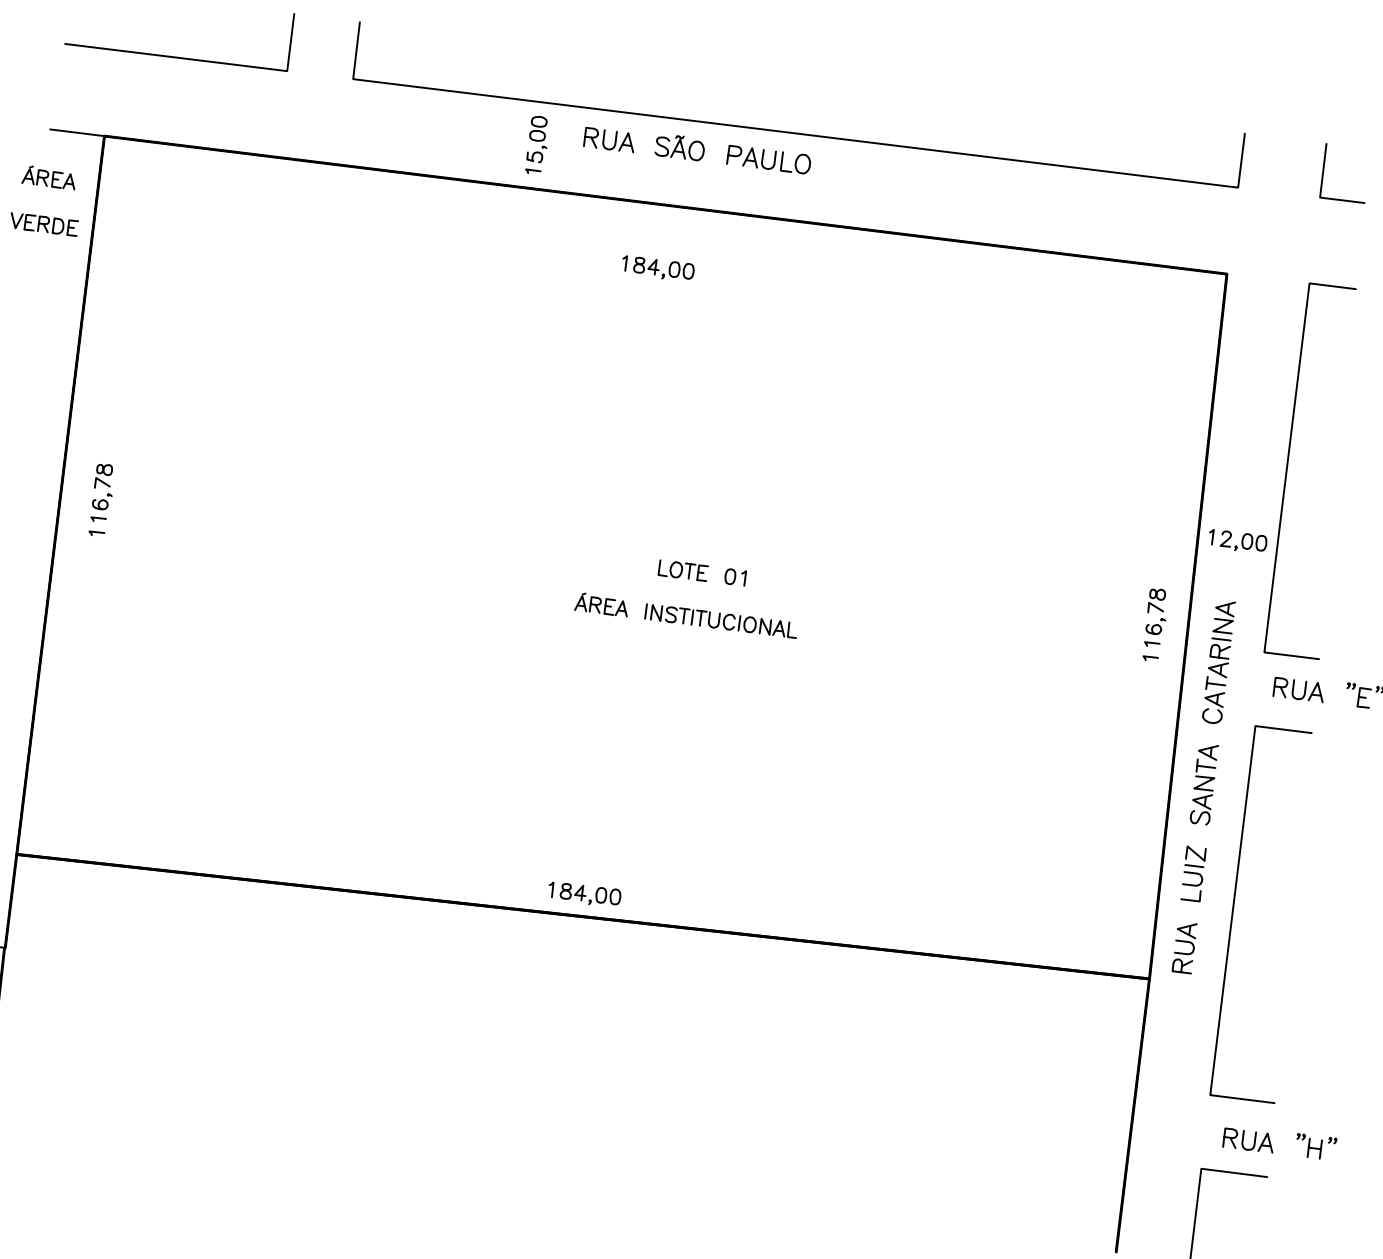 15,00
RUA SÃO PAULO
ÁREA
VERDE
184,00
116,78
12,00
LOTE 01
ÁREA INSTITUCIONAL
116,78
RUA LUIZ SANTA CATARINA
RUA "E"
184,00
RUA "H"